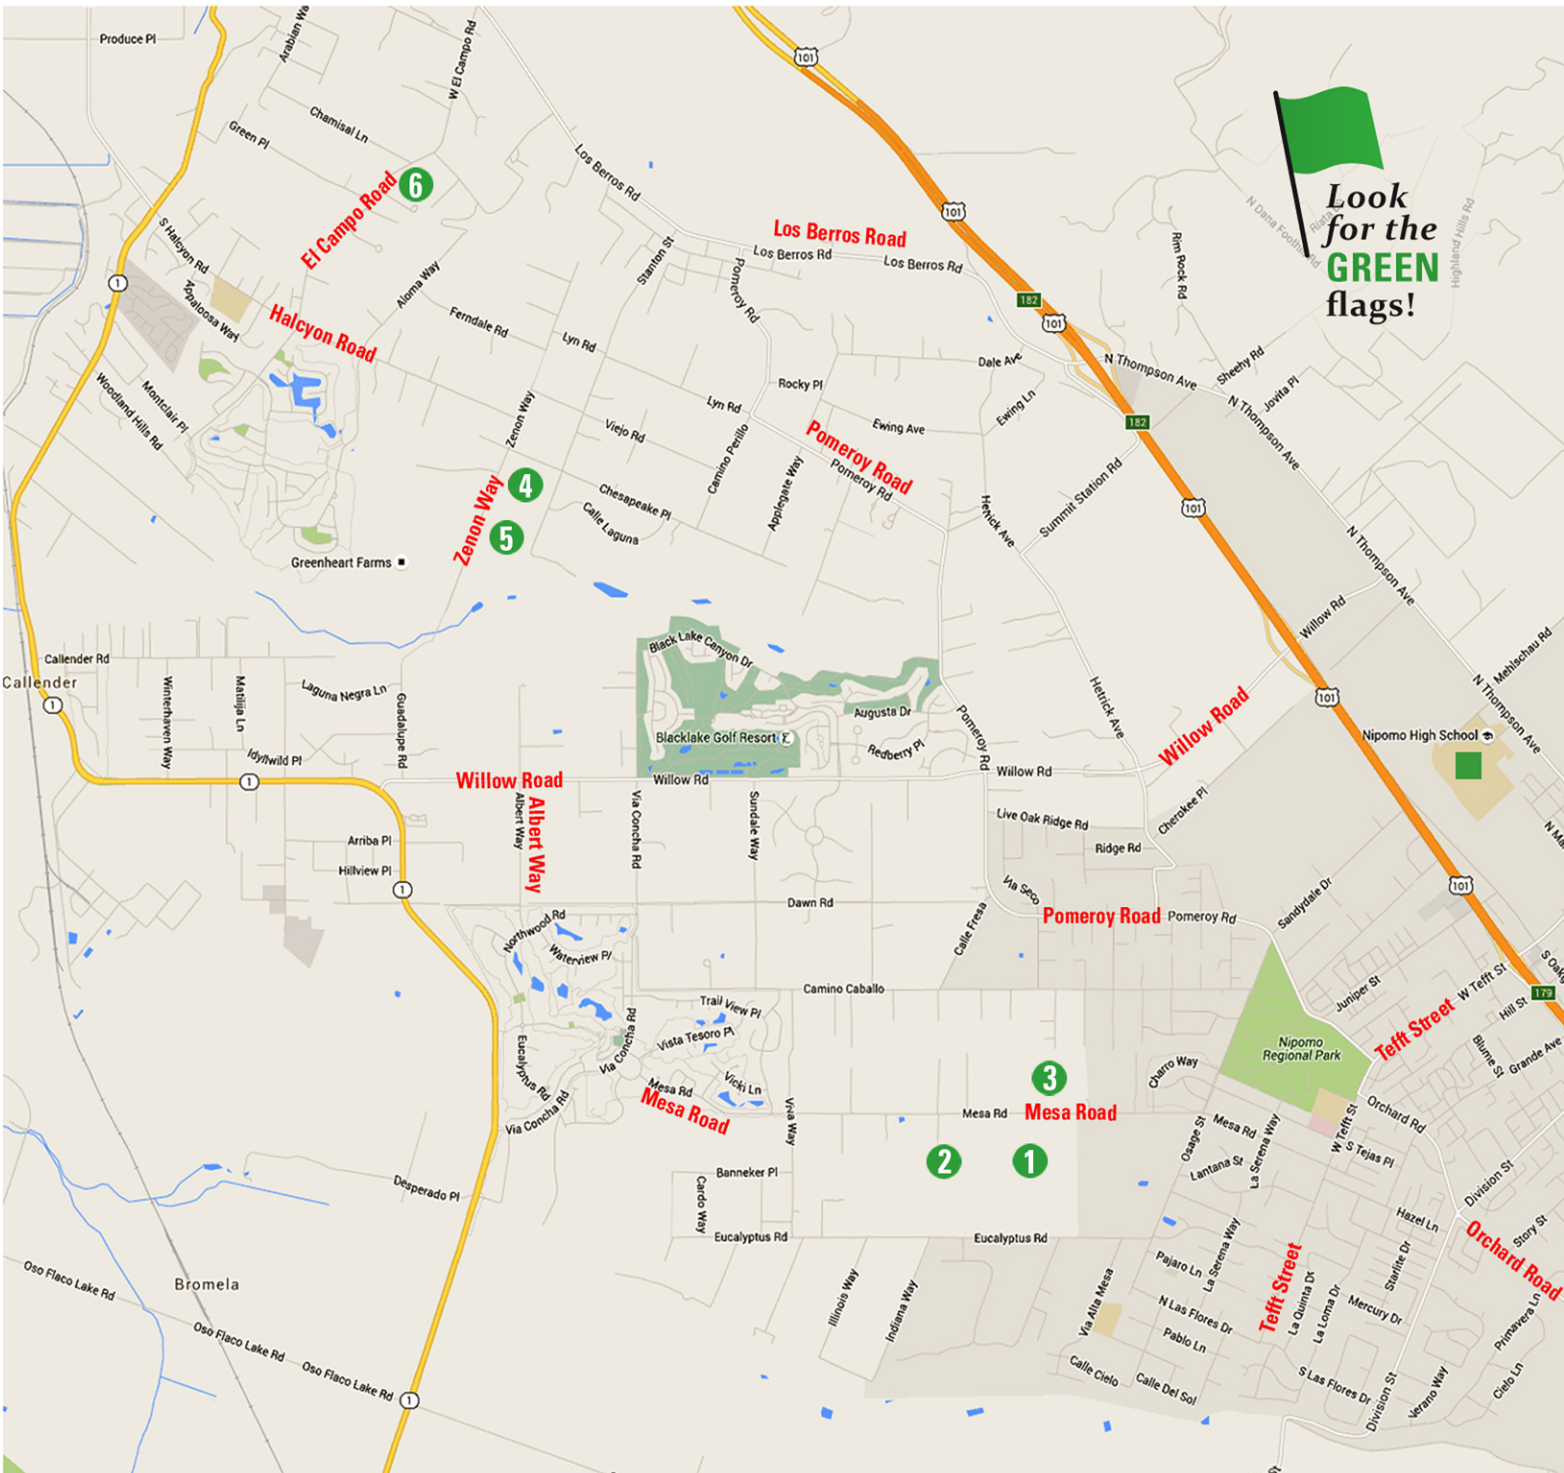 Produce Pl
Arabian Wa
W El Campo Rd
101
Chamisal Ln
Green Pl
Los Berros Rd
El Campo Road
6
101
Look
for the
GREEN
flags!
N Dana Foothill Rd
Highland Hills Rd
Rim Rock Rd
S Halcyon Rd
Los Berros Road
Los Berros Rd
Los Berros Rd
Stanton St
Pomeroy Rd
1
Appaloosa Way
Aloma Way
Halcyon Road
Ferndale Rd
Lyn Rd
182
101
Dale Ave
N Thompson Ave
Sheehy Rd
Jovita Pl
N Thompson Ave
Woodland Hills Rd
Montclair Pl
Rocky Pl
Lyn Rd
Ewing Ln
Ewing Ave
182
Zenon Way
Viejo Rd
Camino Perillo
Pomeroy Road
Pomeroy Rd
Applegate Way
Summit Station Rd
Zenon Way
4
5
Chesapeake Pl
Calle Laguna
Hetrick Ave
101
N Thompson Ave
Greenheart Farms
Willow Rd
Mehlschau Rd
Callender Rd
Callender
1
Winterhaven Way
Matilija Ln
Laguna Negra Ln
Guadalupe Rd
Idyllwild Pl
Black Lake Canyon Dr
Augusta Dr
Blacklake Golf Resort
Redberry Pl
Pomeroy Rd
Hetrick Ave
Willow Road
101
N Thompson Ave
Nipomo High School
1
Willow Road
Willow Rd
Willow Rd
Albert Way
Albert Way
Via Concha Rd
Sundale Way
Live Oak Ridge Rd
Cherokee Pl
Ridge Rd
Arriba Pl
Hillview Pl
1
Via Seco
101
Dawn Rd
Northwood Rd
Waterview Pl
Calle Fresa
Pomeroy Road
Pomeroy Rd
Sandydale Dr
Camino Caballo
Juniper St
W Tefft St
179
Trail View Pl
Vista Tesoro Pl
Via Concha Rd
Eucalyptus Rd
Via Concha Rd
Mesa Rd
Vicki Ln
Mesa Road
Viva Way
Nipomo
Regional Park
Tefft Street
Hill St
Blume St
Grande Ave
3
Charro Way
Mesa Rd
Mesa Road
2
1
Osage St
Mesa Rd
La Serena Way
Lantana St
W Tefft St
Orchard Rd
S Tejas Pl
Division St
Banneker Pl
Cardo Way
Desperado Pl
Eucalyptus Rd
Eucalyptus Rd
Hazel Ln
Story St
Orchard Road
Oso Flaco Lake Rd
Bromela
Illinois Way
Indiana Way
Via Alta Mesa
Pajaro Ln
La Serena Way
Tefft Street
Starlite Dr
N Las Flores Dr
Pablo Ln
La Quinta Dr
La Loma Dr
Mercury Dr
Primavera Ln
Oso Flaco Lake Rd
Oso Flaco Lake Rd
1
Calle Cielo
Calle Del Sol
S Las Flores Dr
Division St
Verano Way
Cielo Ln